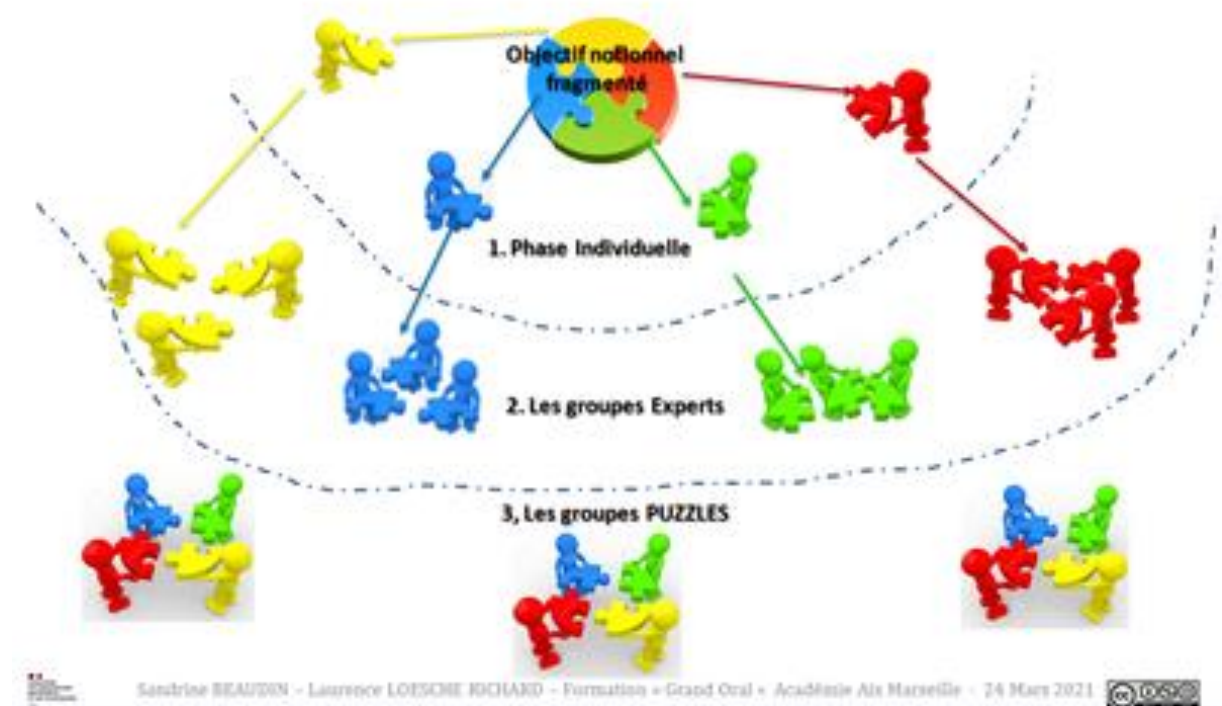 Objectif notionnel
fragmenté
1. Phase Individuelle
2. Les groupes Experts
3, Les groupes PUZZLES
Sandrine BEAUDIN – Laurence LOESCHE RICHARD – Formation « Grand Oral « Académie Aix Marseille - 24 Mars 2021
cc